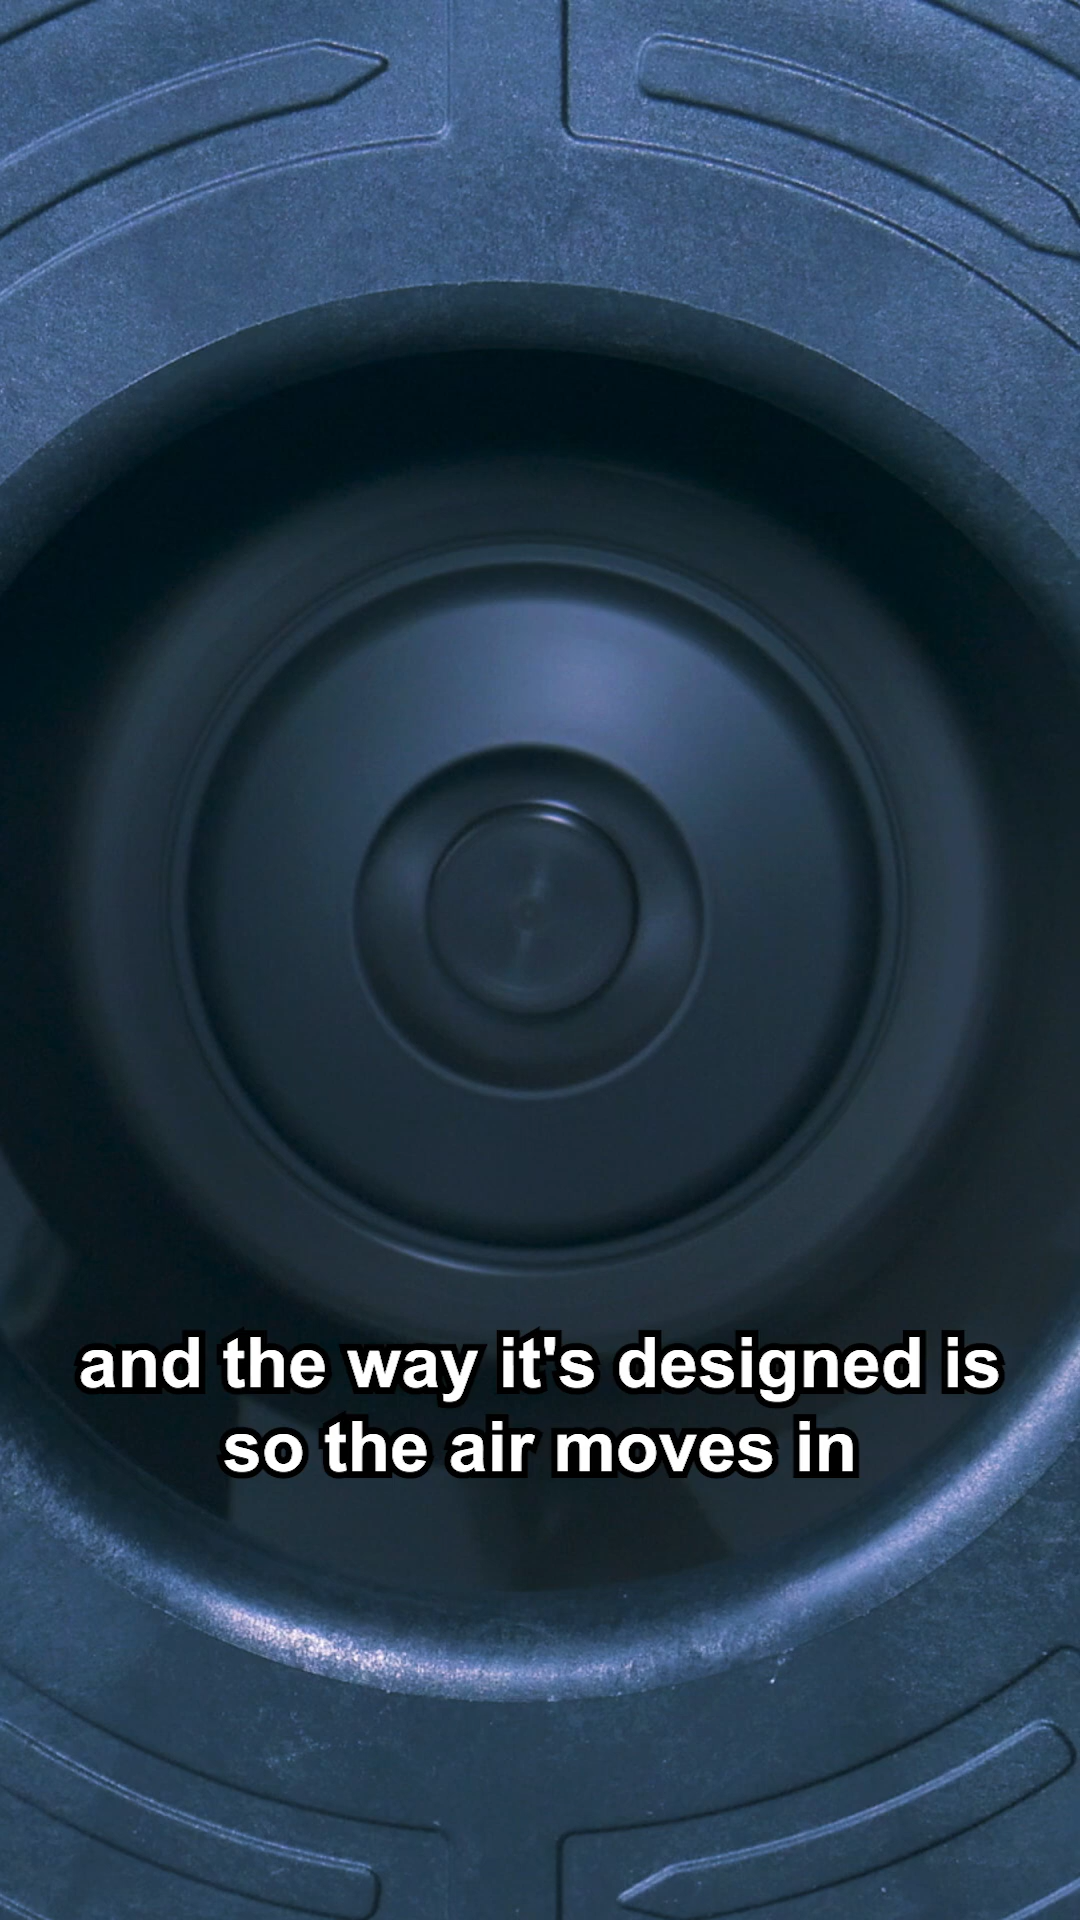 and the way it's designed is
so the air moves in